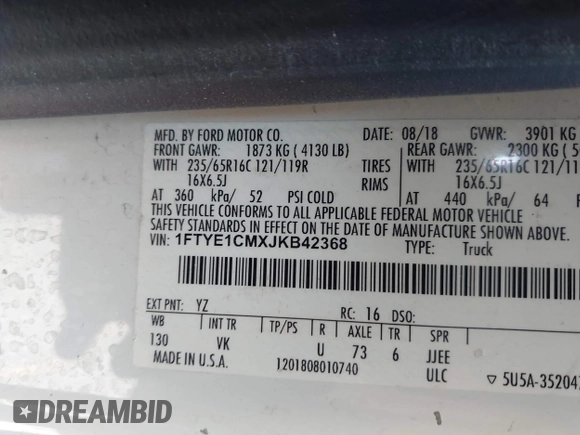 MFD. BY FORD MOTOR CO. DATE: 08/18 GVWR: 3901 KG
FRONT GAWR: 1873 KG ( 4130 LB) REAR GAWR: 2300 KG
WITH 235/65R16C 121/119R TIRES WITH 235/65R16C
16X6.5J RIMS 16X6.5J
AT 360 kPa/ 52 PSI COLD AT 440 kPa/ 64
THIS VEHICLE CONFORMS TO ALL APPLICABLE FEDERAL MOTOR VEHICLE
SAFETY STANDARDS IN EFFECT ON THE DATE OF MANUFACTURE SHOWN
VIN: 1FTYE1CMXJKB42368 TYPE: Truck
EXT PNT: YZ RC: 16 DSO:
WB INT TR TP/PS R AXLE TR SPR
130 VK U 73 6 JJEE
MADE IN U.S.A. 1201808010740 ULC
▽ 5U5A-35204
DREAMBID DREAMBID